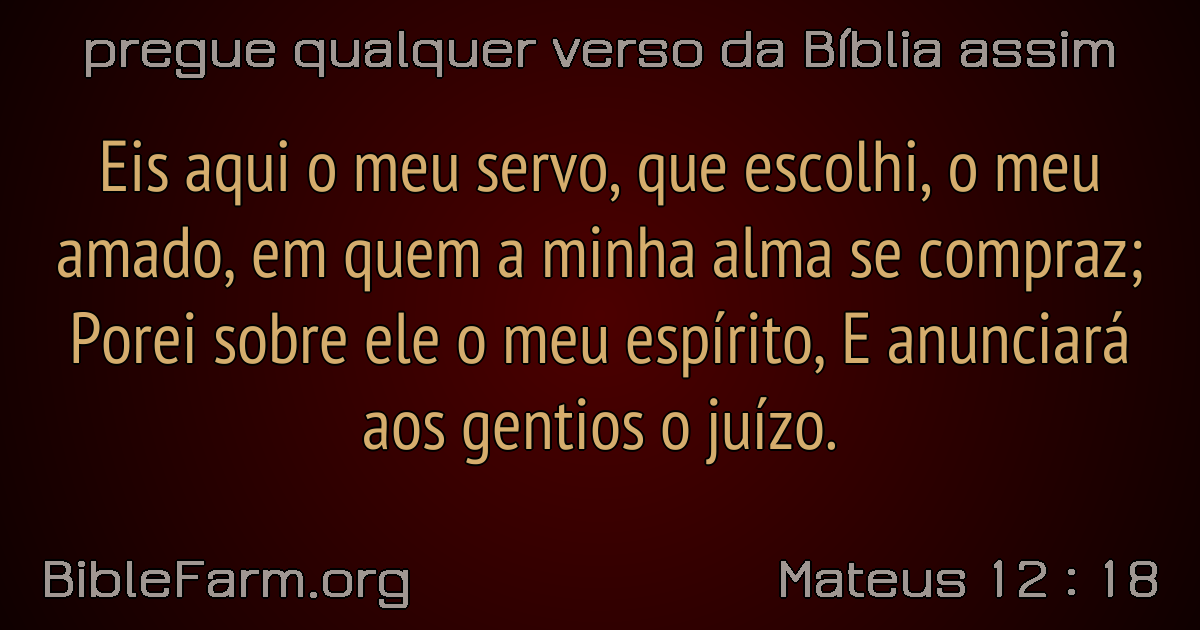 pregue qualquer verso da Bíblia assim
Eis aqui o meu servo, que escolhi, o meu
amado, em quem a minha alma se compraz;
Porei sobre ele o meu espírito, E anunciará
aos gentios o juízo.
BibleFarm.org
Mateus 12 : 18